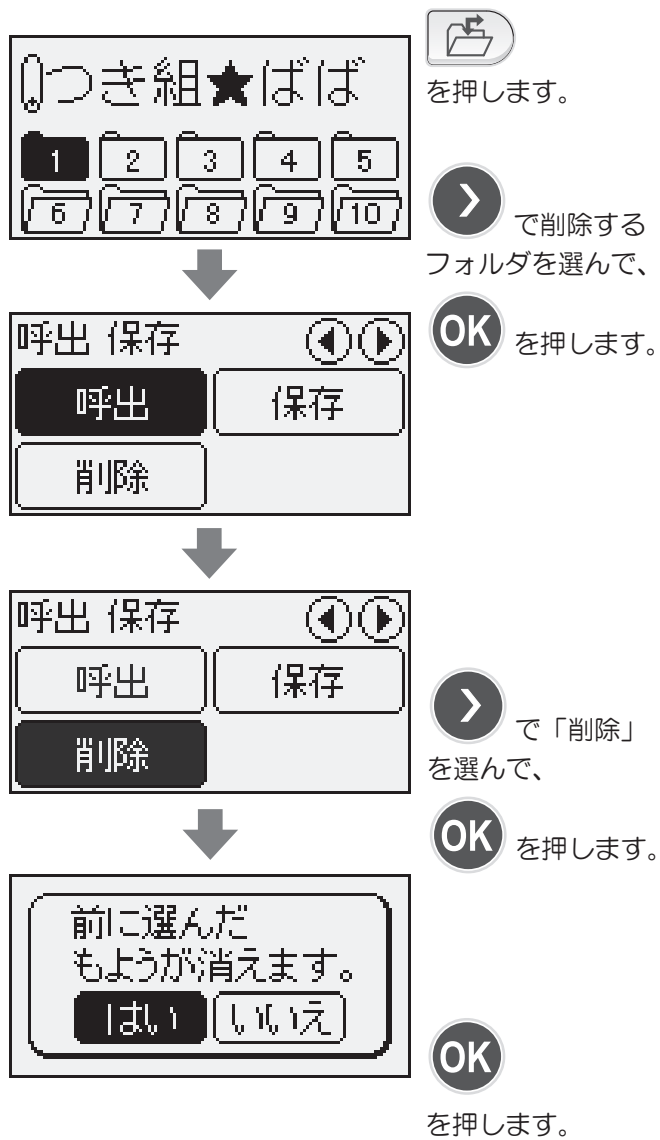 つき組★ばば
1 2 3 4 5
6 7 8 9 10
を押します。
で削除する
フォルダを選んで、
OK を押します。
呼出 保存
呼出 保存
削除
呼出 保存
呼出 保存
削除
で「削除」
を選んで、
OK を押します。
前に選んだ
もようが消えます。
はい いいえ
OK
を押します。